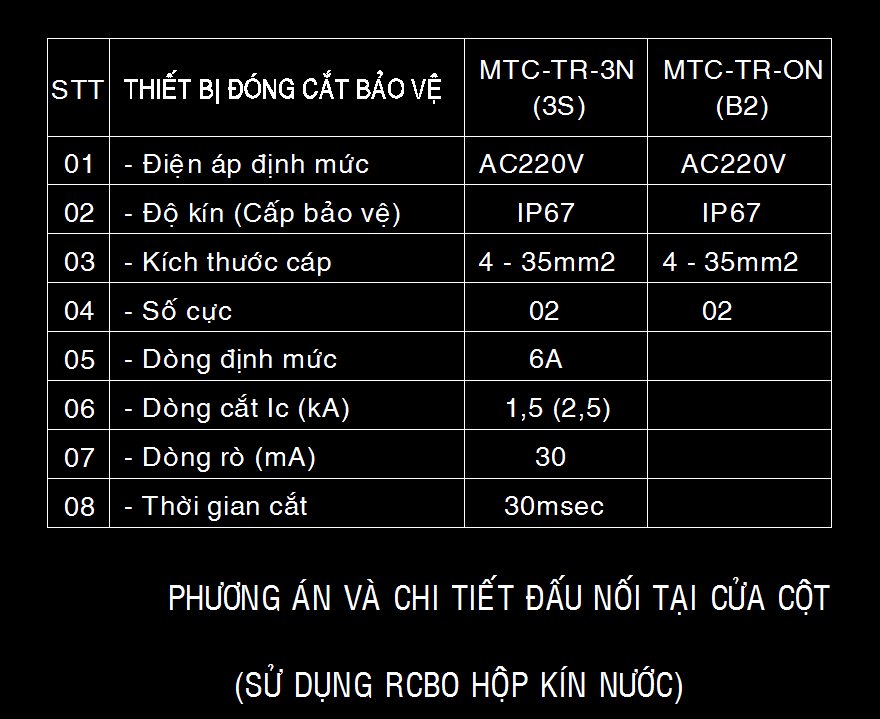 STT THIẾT BỊ ĐÓNG CẮT BẢO VỆ MTC-TR-3N (3S) MTC-TR-ON (B2)
01 - Điện áp định mức AC220V AC220V
02 - Độ kín (Cấp bảo vệ) IP67 IP67
03 - Kích thước cáp 4 - 35mm2 4 - 35mm2
04 - Số cực 02 02
05 - Dòng định mức 6A
06 - Dòng cắt Ic (kA) 1,5 (2,5)
07 - Dòng rò (mA) 30
08 - Thời gian cắt 30msec
PHƯƠNG ÁN VÀ CHI TIẾT ĐẤU NỐI TẠI CỬA CỘT
(SỬ DỤNG RCBO HỘP KÍN NƯỚC)